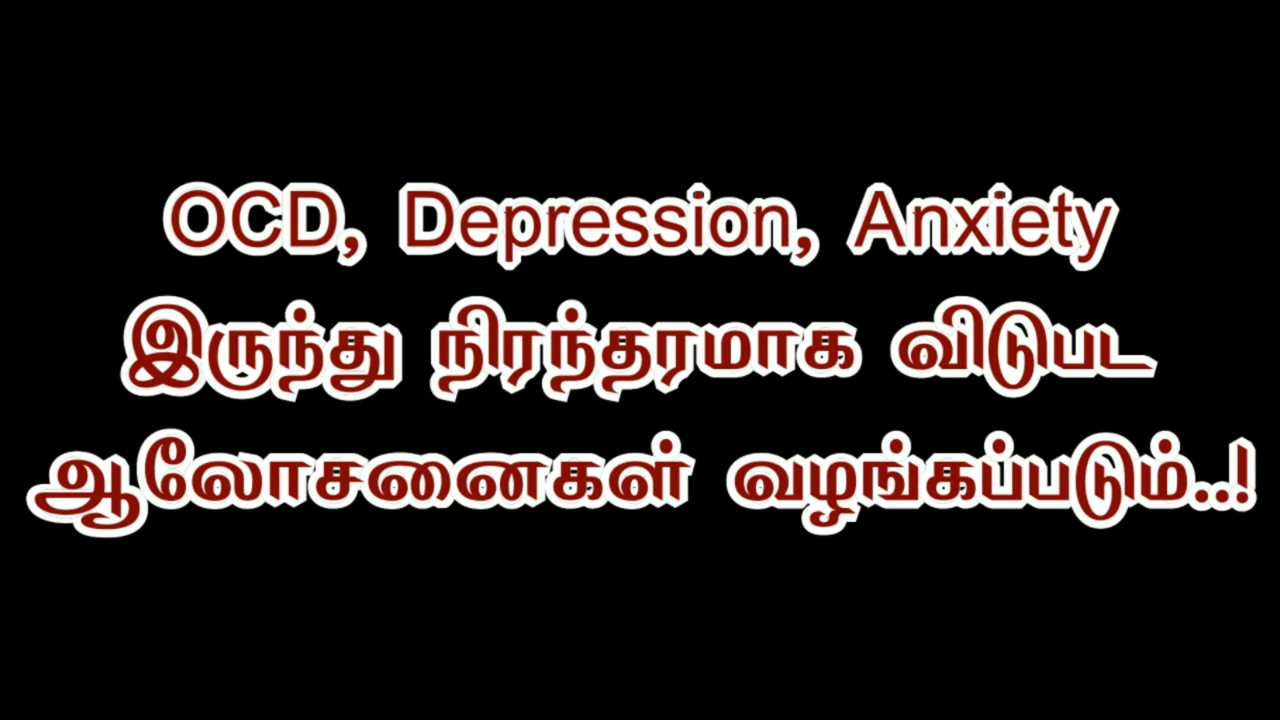 OCD, Depression, Anxiety
இருந்து நிரந்தரமாக விடுபட
ஆலோசனைகள் வழங்கப்படும்..!